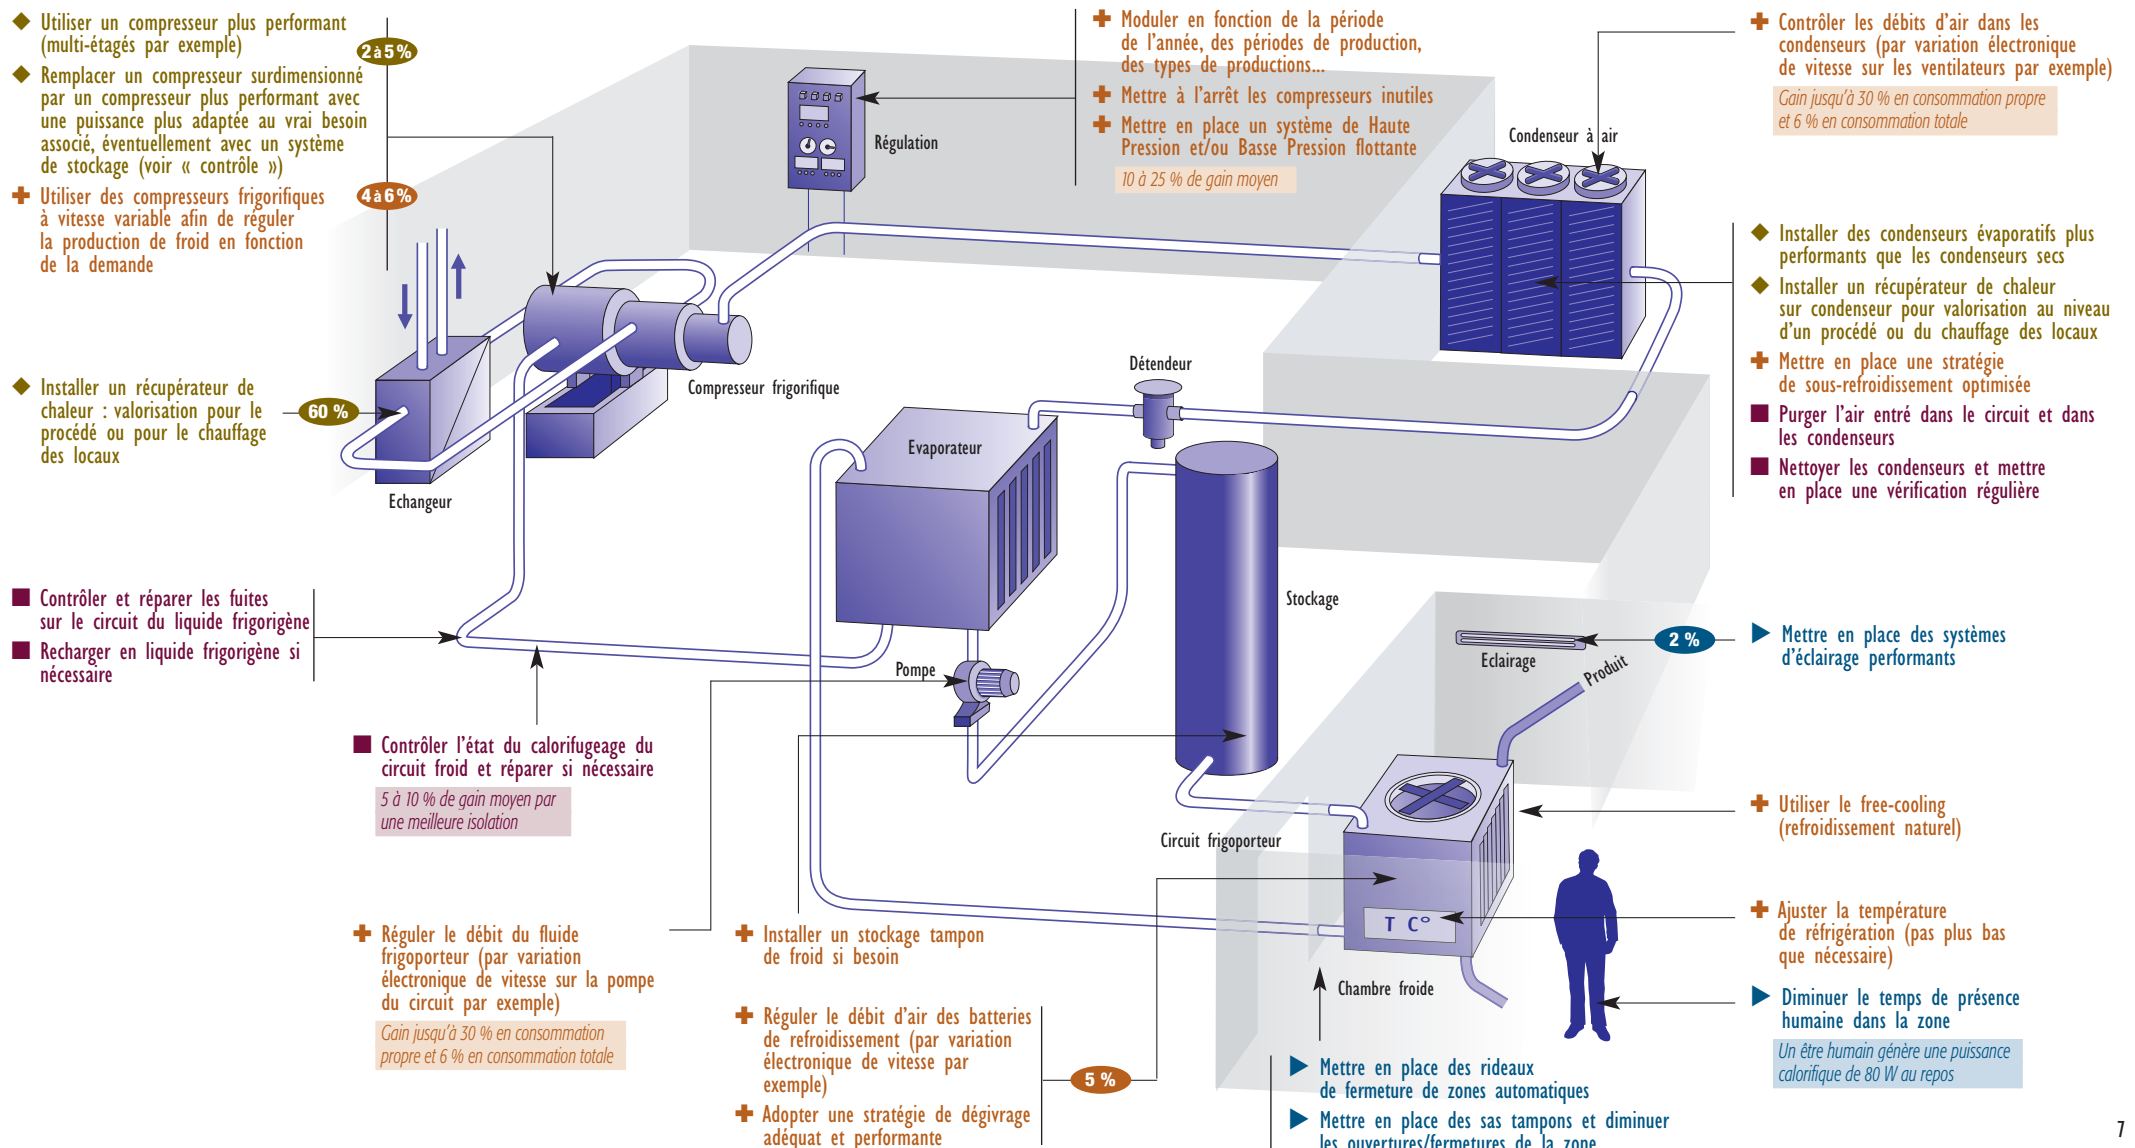 Utiliser un compresseur plus performant
(multi-étagés par exemple)
2 à 5 %
Remplacer un compresseur surdimensionné
par un compresseur plus performant avec
une puissance plus adaptée au vrai besoin
associé, éventuellement avec un système
de stockage (voir « contrôle »)
4 à 6 %
Utiliser des compresseurs frigorifiques
à vitesse variable afin de réguler
la production de froid en fonction
de la demande
Installer un récupérateur de
chaleur : valorisation pour le
procédé ou pour le chauffage
des locaux
60 %
Echangeur
Compresseur frigorifique
Régulation
Moduler en fonction de la période
de l'année, des périodes de production,
des types de productions...
Mettre à l'arrêt les compresseurs inutiles
Mettre en place un système de Haute
Pression et/ou Basse Pression flottante
10 à 25 % de gain moyen
Condenseur à air
Contrôler les débits d'air dans les
condenseurs (par variation électronique
de vitesse sur les ventilateurs par exemple)
Gain jusqu'à 30 % en consommation propre
et 6 % en consommation totale
Installer des condenseurs évaporatifs plus
performants que les condenseurs secs
Installer un récupérateur de chaleur
sur condenseur pour valorisation au niveau
d'un procédé ou du chauffage des locaux
Mettre en place une stratégie
de sous-refroidissement optimisée
Purger l'air entré dans le circuit et dans
les condenseurs
Nettoyer les condenseurs et mettre
en place une vérification régulière
Détendeur
Evaporateur
Stockage
Pompe
Contrôler et réparer les fuites
sur le circuit du liquide frigorigène
Recharger en liquide frigorigène si
nécessaire
Contrôler l'état du calorifugeage du
circuit froid et réparer si nécessaire
5 à 10 % de gain moyen par
une meilleure isolation
Réguler le débit du fluide
frigoporteur (par variation
électronique de vitesse sur la pompe
du circuit par exemple)
Gain jusqu'à 30 % en consommation
propre et 6 % en consommation totale
Installer un stockage tampon
de froid si besoin
Réguler le débit d'air des batteries
de refroidissement (par variation
électronique de vitesse par
exemple)
Adopter une stratégie de dégivrage
adéquat et performante
5 %
Circuit frigoporteur
Eclairage
Produit
2 %
Mettre en place des systèmes
d'éclairage performants
Utiliser le free-cooling
(refroidissement naturel)
T C°
Ajuster la température
de réfrigération (pas plus bas
que nécessaire)
Chambre froide
Diminuer le temps de présence
humaine dans la zone
Un être humain génère une puissance
calorifique de 80 W au repos
Mettre en place des rideaux
de fermeture de zones automatiques
Mettre en place des sas tampons et diminuer
les ouvertures/fermetures de la zone
7